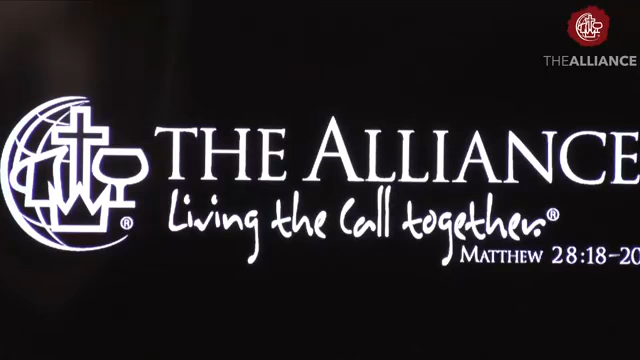 THEALLIANCE
THE ALLIANCE
Living the Call together.®
MATTHEW 28:18-20
®